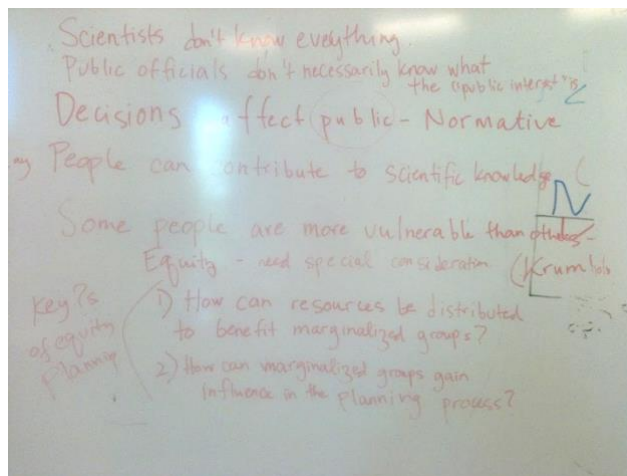 Scientists don't know eveything.
Public officials don't necessarily know what
the "public interest" is
Decisions affect public - Normative
People can contribute to scientific knowledge (
N
Some people are more vulnerable than others -
Equity - need special consideration (Krumholz
key ?s
of equity
planning
1) How can resources be distributed
to benefit marginalized groups?
2) How can marginalized groups gain
influence in the planning process?